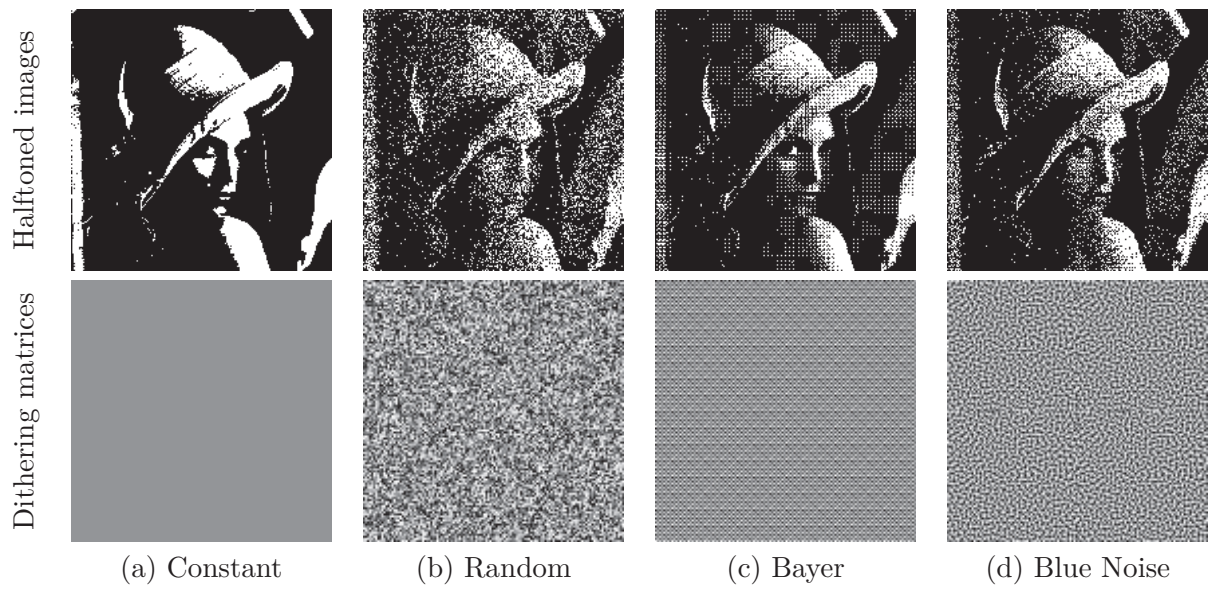 Halftoned images
Dithering matrices
(a) Constant
(b) Random
(c) Bayer
(d) Blue Noise